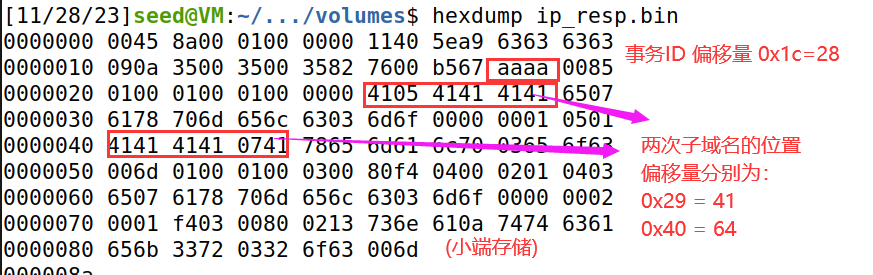 [11/28/23]seed@VM:~/.../volumes$ hexdump ip_resp.bin
0000000 0045 8a00 0100 0000 1140 5ea9 6363 6363
0000010 090a 3500 3500 3582 7600 b567 aaaa 0085
0000020 0100 0100 0100 0000 4105 4141 4141 6507
0000030 6178 706d 656c 6303 6d6f 0000 0001 0501
0000040 4141 4141 0741 7865 6d61 6c70 0365 6f63
0000050 006d 0100 0100 0300 80f4 0400 0201 0403
0000060 6507 6178 706d 656c 6303 6d6f 0000 0002
0000070 0001 f403 0080 0213 736e 610a 7474 6361
0000080 656b 3372 0332 6f63 006d
000008a
事务ID 偏移量 0x1c=28
两次子域名的位置
偏移量分别为：
0x29 = 41
0x40 = 64
(小端存储)